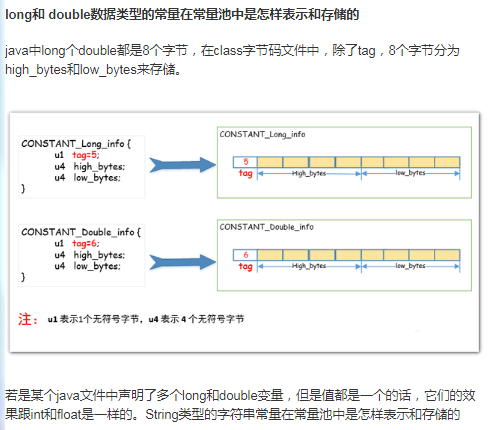 long和 double数据类型的常量在常量池中是怎样表示和存储的
java中long个double都是8个字节，在class字节码文件中，除了tag，8个字节分为
high_bytes和low_bytes来存储。
CONSTANT_Long_info {
u1 tag=5;
u4 high_bytes;
u4 low_bytes;
}
CONSTANT_Long_info
5
tag
High_bytes
low_bytes
CONSTANT_Double_info {
u1 tag=6;
u4 high_bytes;
u4 low_bytes;
}
CONSTANT_Double_info
6
tag
High_bytes
low_bytes
注： u1 表示1个无符号字节，u4 表示 4 个无符号字节
若是某个java文件中声明了多个long和double变量，但是值都是一个的话，它们的效
果跟int和float是一样的。String类型的字符串常量在常量池中是怎样表示和存储的